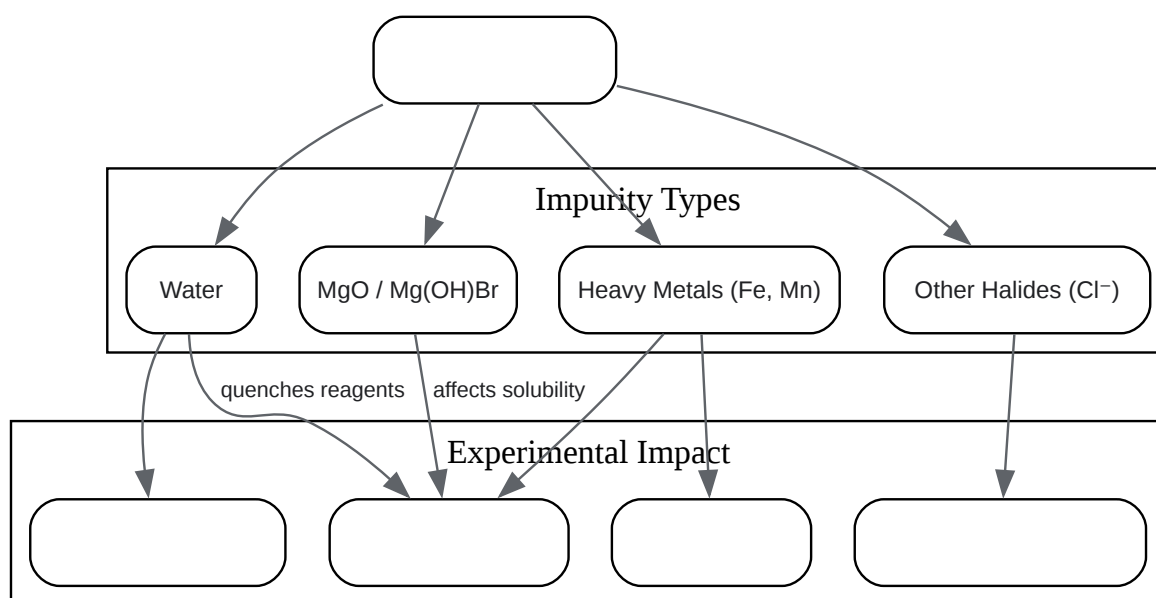 Impurity Types
Water
MgO / Mg(OH)Br
Heavy Metals (Fe, Mn)
Other Halides (Cl⁻)
quenches reagents
affects solubility
Experimental Impact